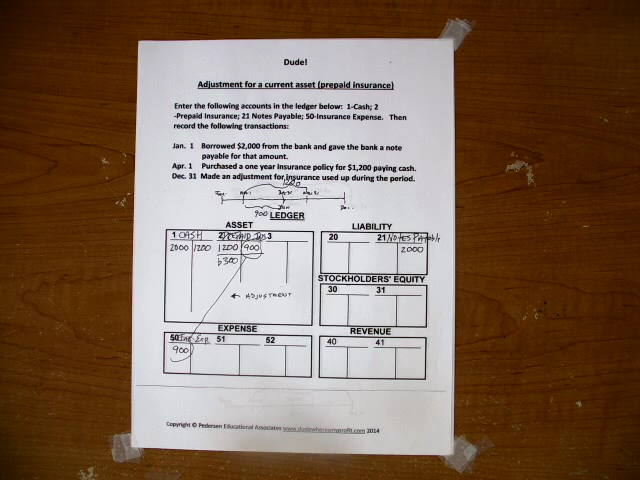 Dude!
Adjustment for a current asset (prepaid insurance)
Enter the following accounts in the ledger below: 1-Cash; 2
-Prepaid Insurance; 21 Notes Payable; 50-Insurance Expense. Then
record the following transactions:
Jan. 1 Borrowed $2,000 from the bank and gave the bank a note
payable for that amount.
Apr. 1 Purchased a one year insurance policy for $1,200 paying cash.
Dec. 31 Made an adjustment for insurance used up during the period.
1200
900 LEDGER
ASSET LIABILITY
1 CASH 2 PREPAID INS 3 20 21 NOTES PAYABLE
2000 1200 1200 900 2000
300
STOCKHOLDERS' EQUITY
30 31
← ADJUSTMENT
EXPENSE REVENUE
50 Ins. Exp. 51 52 40 41
900
Copyright © Pedersen Educational Associates www.dudewheresmyprofit.com 2014